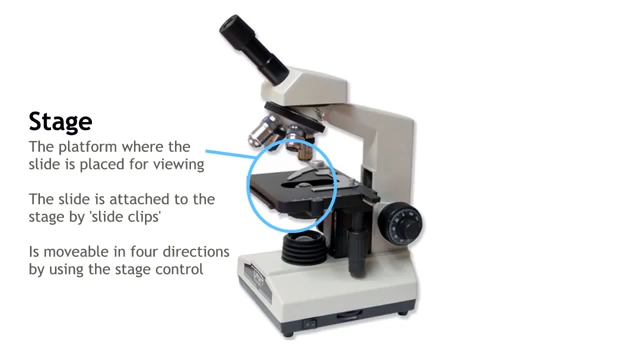 Stage
The platform where the
slide is placed for viewing
The slide is attached to the
stage by 'slide clips'
Is moveable in four directions
by using the stage control